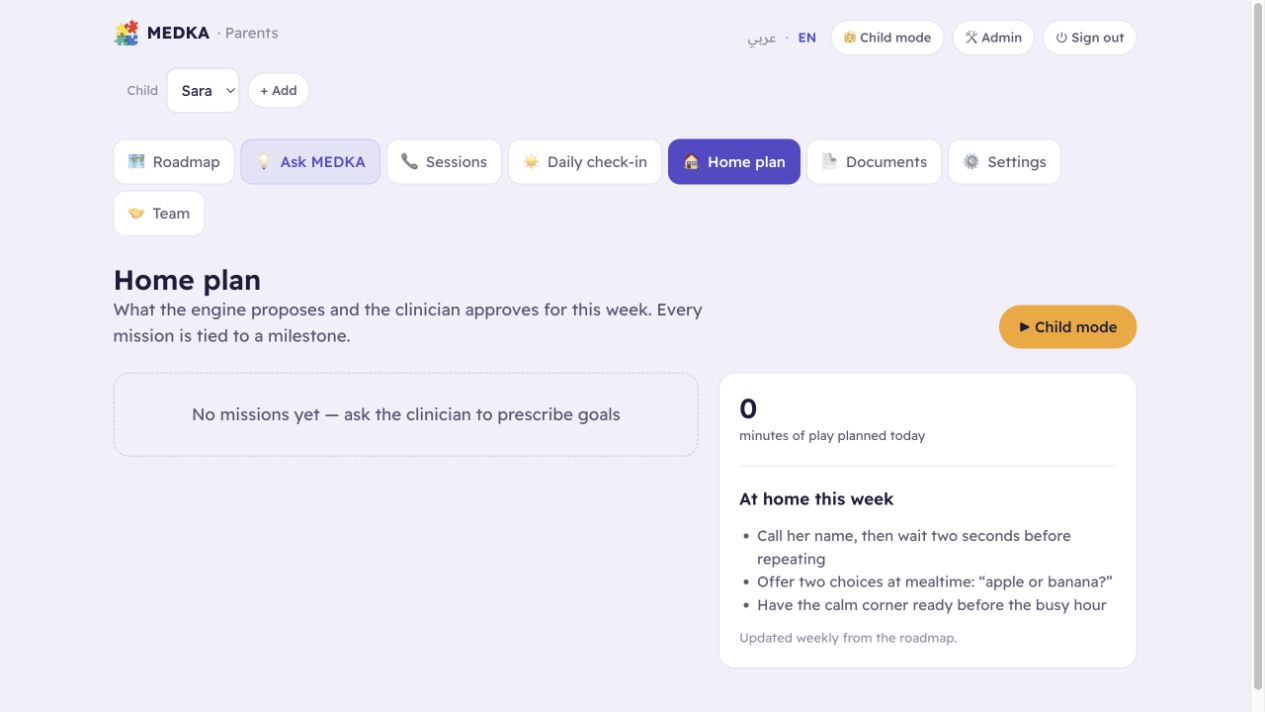 MEDKA · Parents
عربي · EN
Child mode
Admin
Sign out
Child
Sara
+ Add
Roadmap
Ask MEDKA
Sessions
Daily check-in
Home plan
Documents
Settings
Team
Home plan
What the engine proposes and the clinician approves for this week. Every
mission is tied to a milestone.
Child mode
No missions yet — ask the clinician to prescribe goals
0
minutes of play planned today
At home this week
• Call her name, then wait two seconds before
repeating
• Offer two choices at mealtime: “apple or banana?”
• Have the calm corner ready before the busy hour
Updated weekly from the roadmap.